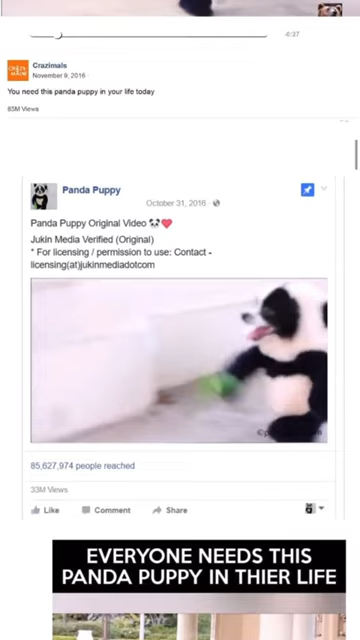 -0:27
Crazimals
November 9, 2016
You need this panda puppy in your life today
85M Views
Panda Puppy
October 31, 2016
Panda Puppy Original Video 🐼❤️
Jukin Media Verified (Original)
* For licensing / permission to use: Contact -
licensing(at)jukinmediadotcom
85,627,974 people reached
33M Views
Like Comment Share
EVERYONE NEEDS THIS
PANDA PUPPY IN THIER LIFE